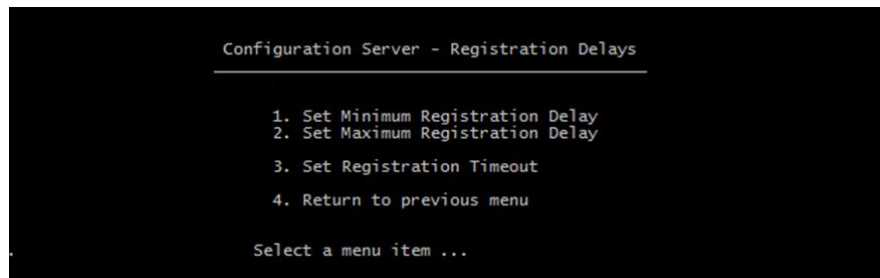 Configuration Server - Registration Delays
1. Set Minimum Registration Delay
2. Set Maximum Registration Delay
3. Set Registration Timeout
4. Return to previous menu
Select a menu item ...